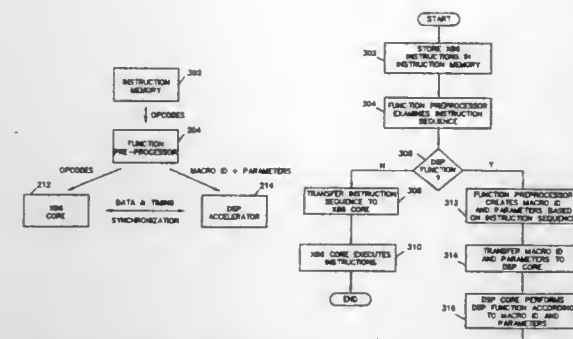 202
INSTRUCTION
MEMORY
OPCODES
204
FUNCTION
PRE-PROCESSOR
OPCODES
MACRO ID + PARAMETERS
212
X86
CORE
DATA & TIMING
SYNCHRONIZATION
214
DSP
ACCELERATOR
START
302
STORE X86
INSTRUCTIONS IN
INSTRUCTION MEMORY
304
FUNCTION PREPROCESSOR
EXAMINES INSTRUCTION
SEQUENCE
306
DSP
FUNCTION
?
N
Y
TRANSFER INSTRUCTION
SEQUENCE TO
X86 CORE
308
X86 CORE EXECUTES
INSTRUCTIONS
310
END
312
FUNCTION PREPROCESSOR
CREATES MACRO ID
AND PARAMETERS BASED
ON INSTRUCTION SEQUENCE
314
TRANSFER MACRO ID
AND PARAMETERS TO
DSP CORE
316
DSP CORE PERFORMS
DSP FUNCTION ACCORDING
TO MACRO ID AND
PARAMETERS